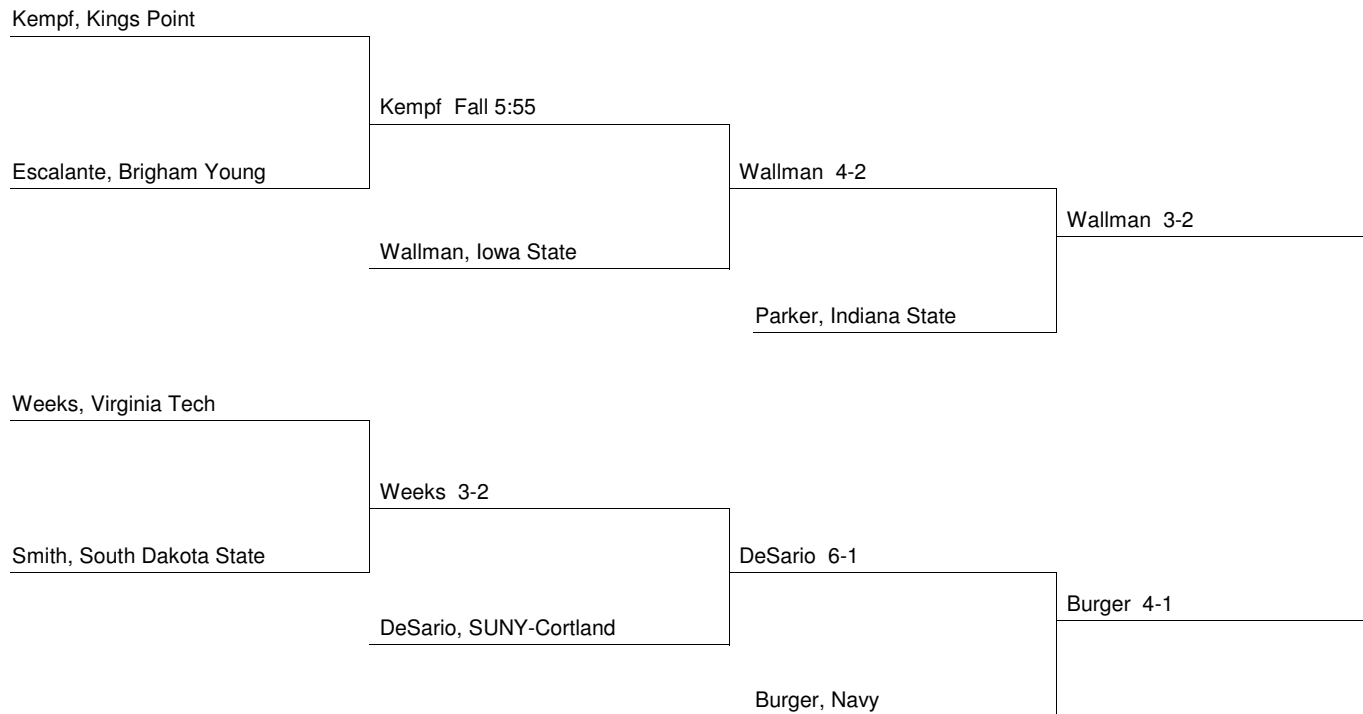 Kempf, Kings Point
Kempf  Fall 5:55
Escalante, Brigham Young
Wallman  4-2
Wallman  3-2
Wallman, Iowa State
Parker, Indiana State
Weeks, Virginia Tech
Weeks  3-2
Smith, South Dakota State
DeSario  6-1
Burger  4-1
DeSario, SUNY-Cortland
Burger, Navy